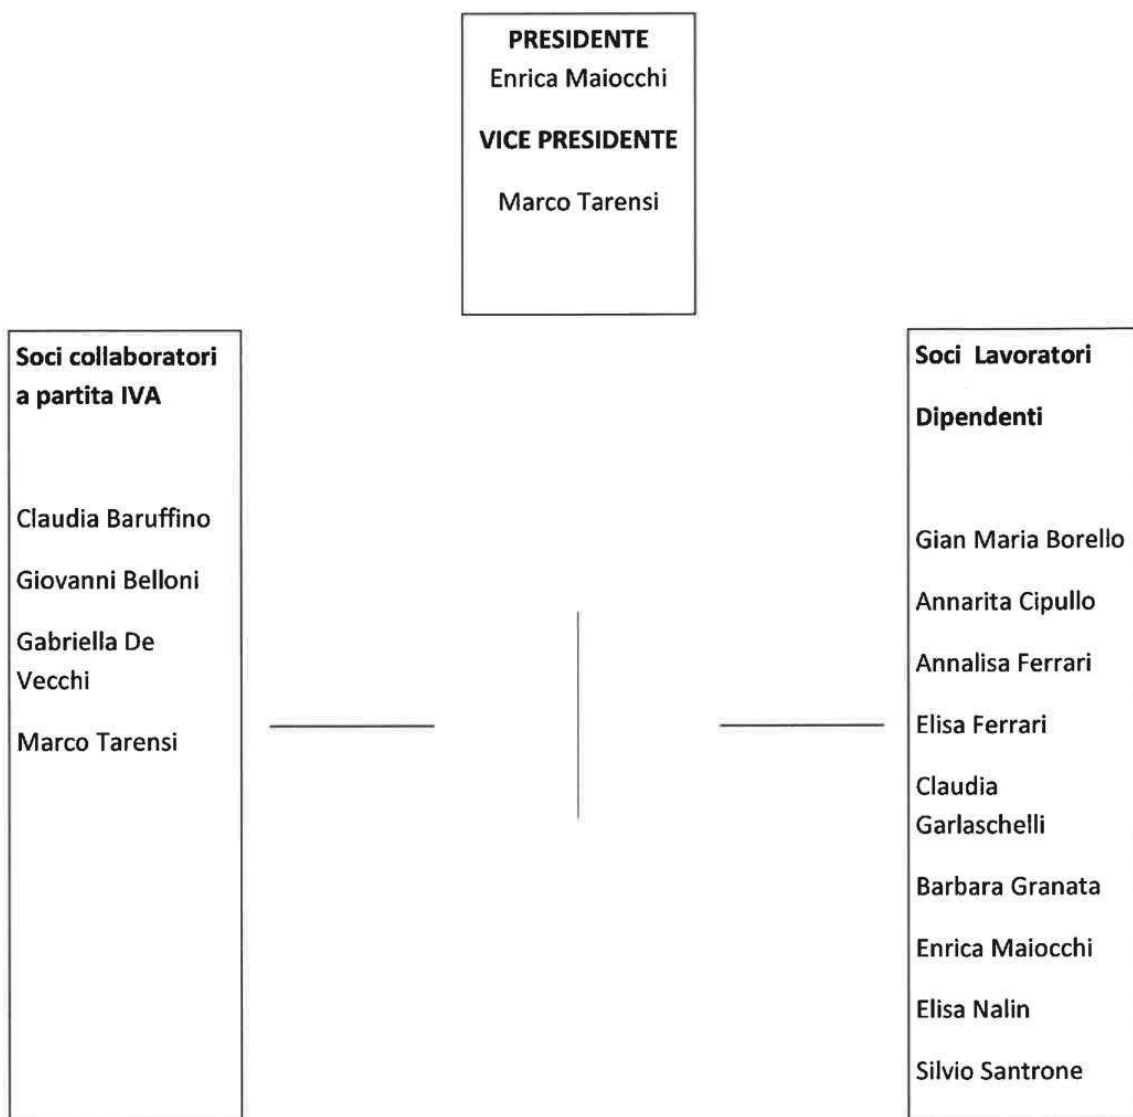 PRESIDENTE
Enrica Maiocchi
VICE PRESIDENTE
Marco Tarensi
Soci collaboratori
a partita IVA
Claudia Baruffino
Giovanni Belloni
Gabriella De
Vecchi
Marco Tarensi
Soci Lavoratori
Dipendenti
Gian Maria Borello
Annarita Cipullo
Annalisa Ferrari
Elisa Ferrari
Claudia
Garlaschelli
Barbara Granata
Enrica Maiocchi
Elisa Nalin
Silvio Santrone